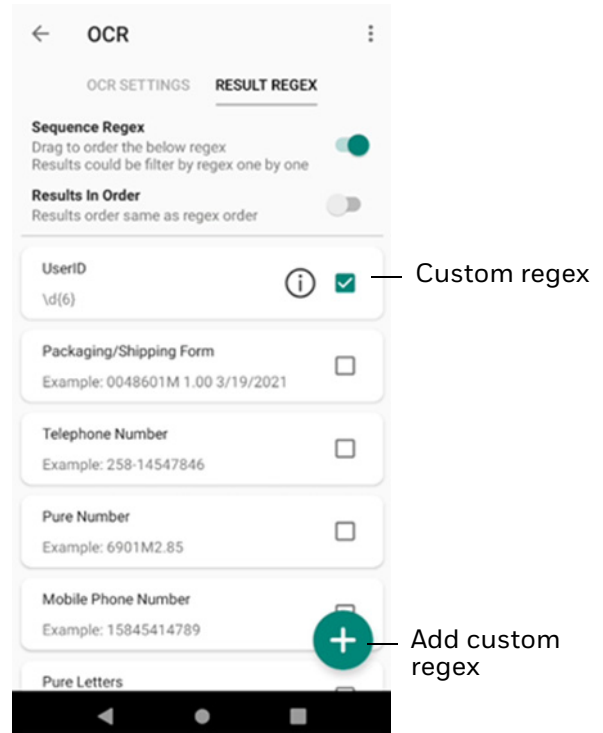 OCR
OCR SETTINGS RESULT REGEX
Sequence Regex
Drag to order the below regex
Results could be filter by regex one by one
Results In Order
Results order same as regex order
UserID
\d{6}
Custom regex
Packaging/Shipping Form
Example: 0048601M 1.00 3/19/2021
Telephone Number
Example: 258-14547846
Pure Number
Example: 6901M2.85
Mobile Phone Number
Example: 15845414789
Add custom
regex
Pure Letters